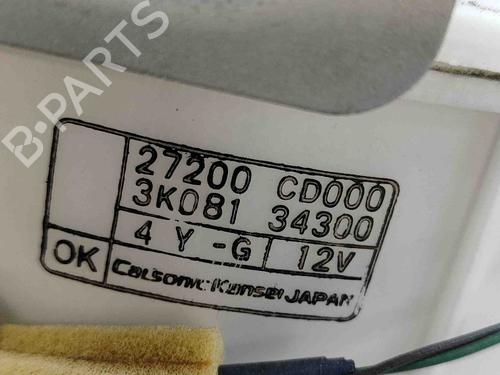 B-PARTS
27200 CD000
3K081 34300
4 Y -G 12V
OK Calsonic Kansei JAPAN